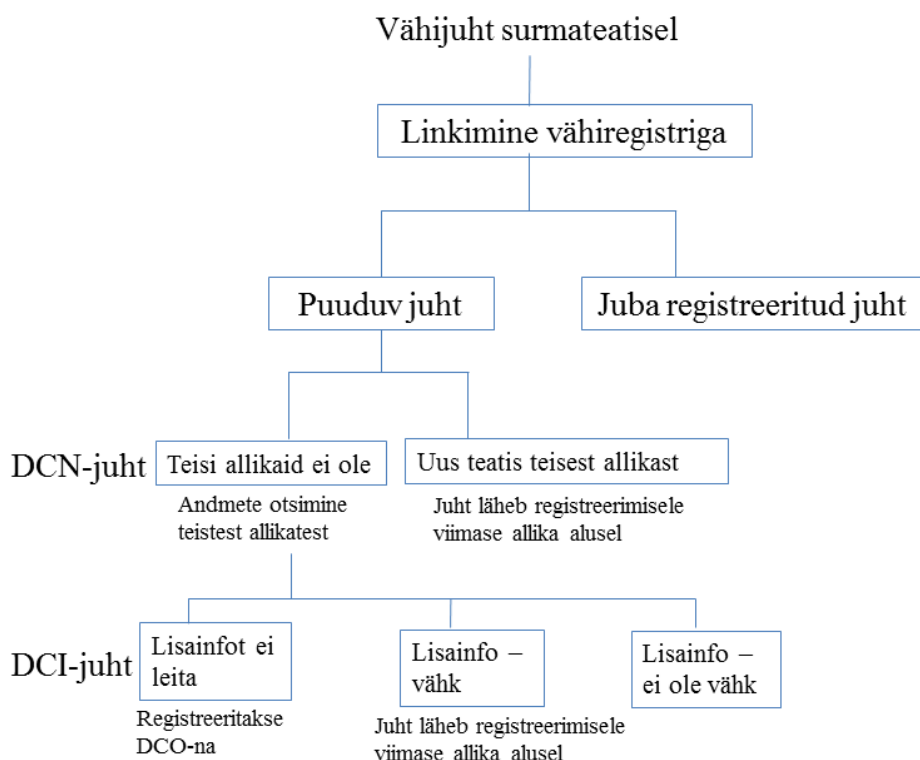 Vähijuht surmateatisel
Linkimine vähiregistriga
Puuduv juht
Juba registreeritud juht
DCN-juht
Teisi allikaid ei ole
Uus teatis teisest allikast
Andmete otsimine
teistest allikatest
Juht läheb registreerimisele
viimase allika alusel
DCI-juht
Lisainfot ei
leita
Lisainfo –
vähk
Lisainfo –
ei ole vähk
Registreeritakse
DCO-na
Juht läheb registreerimisele
viimase allika alusel